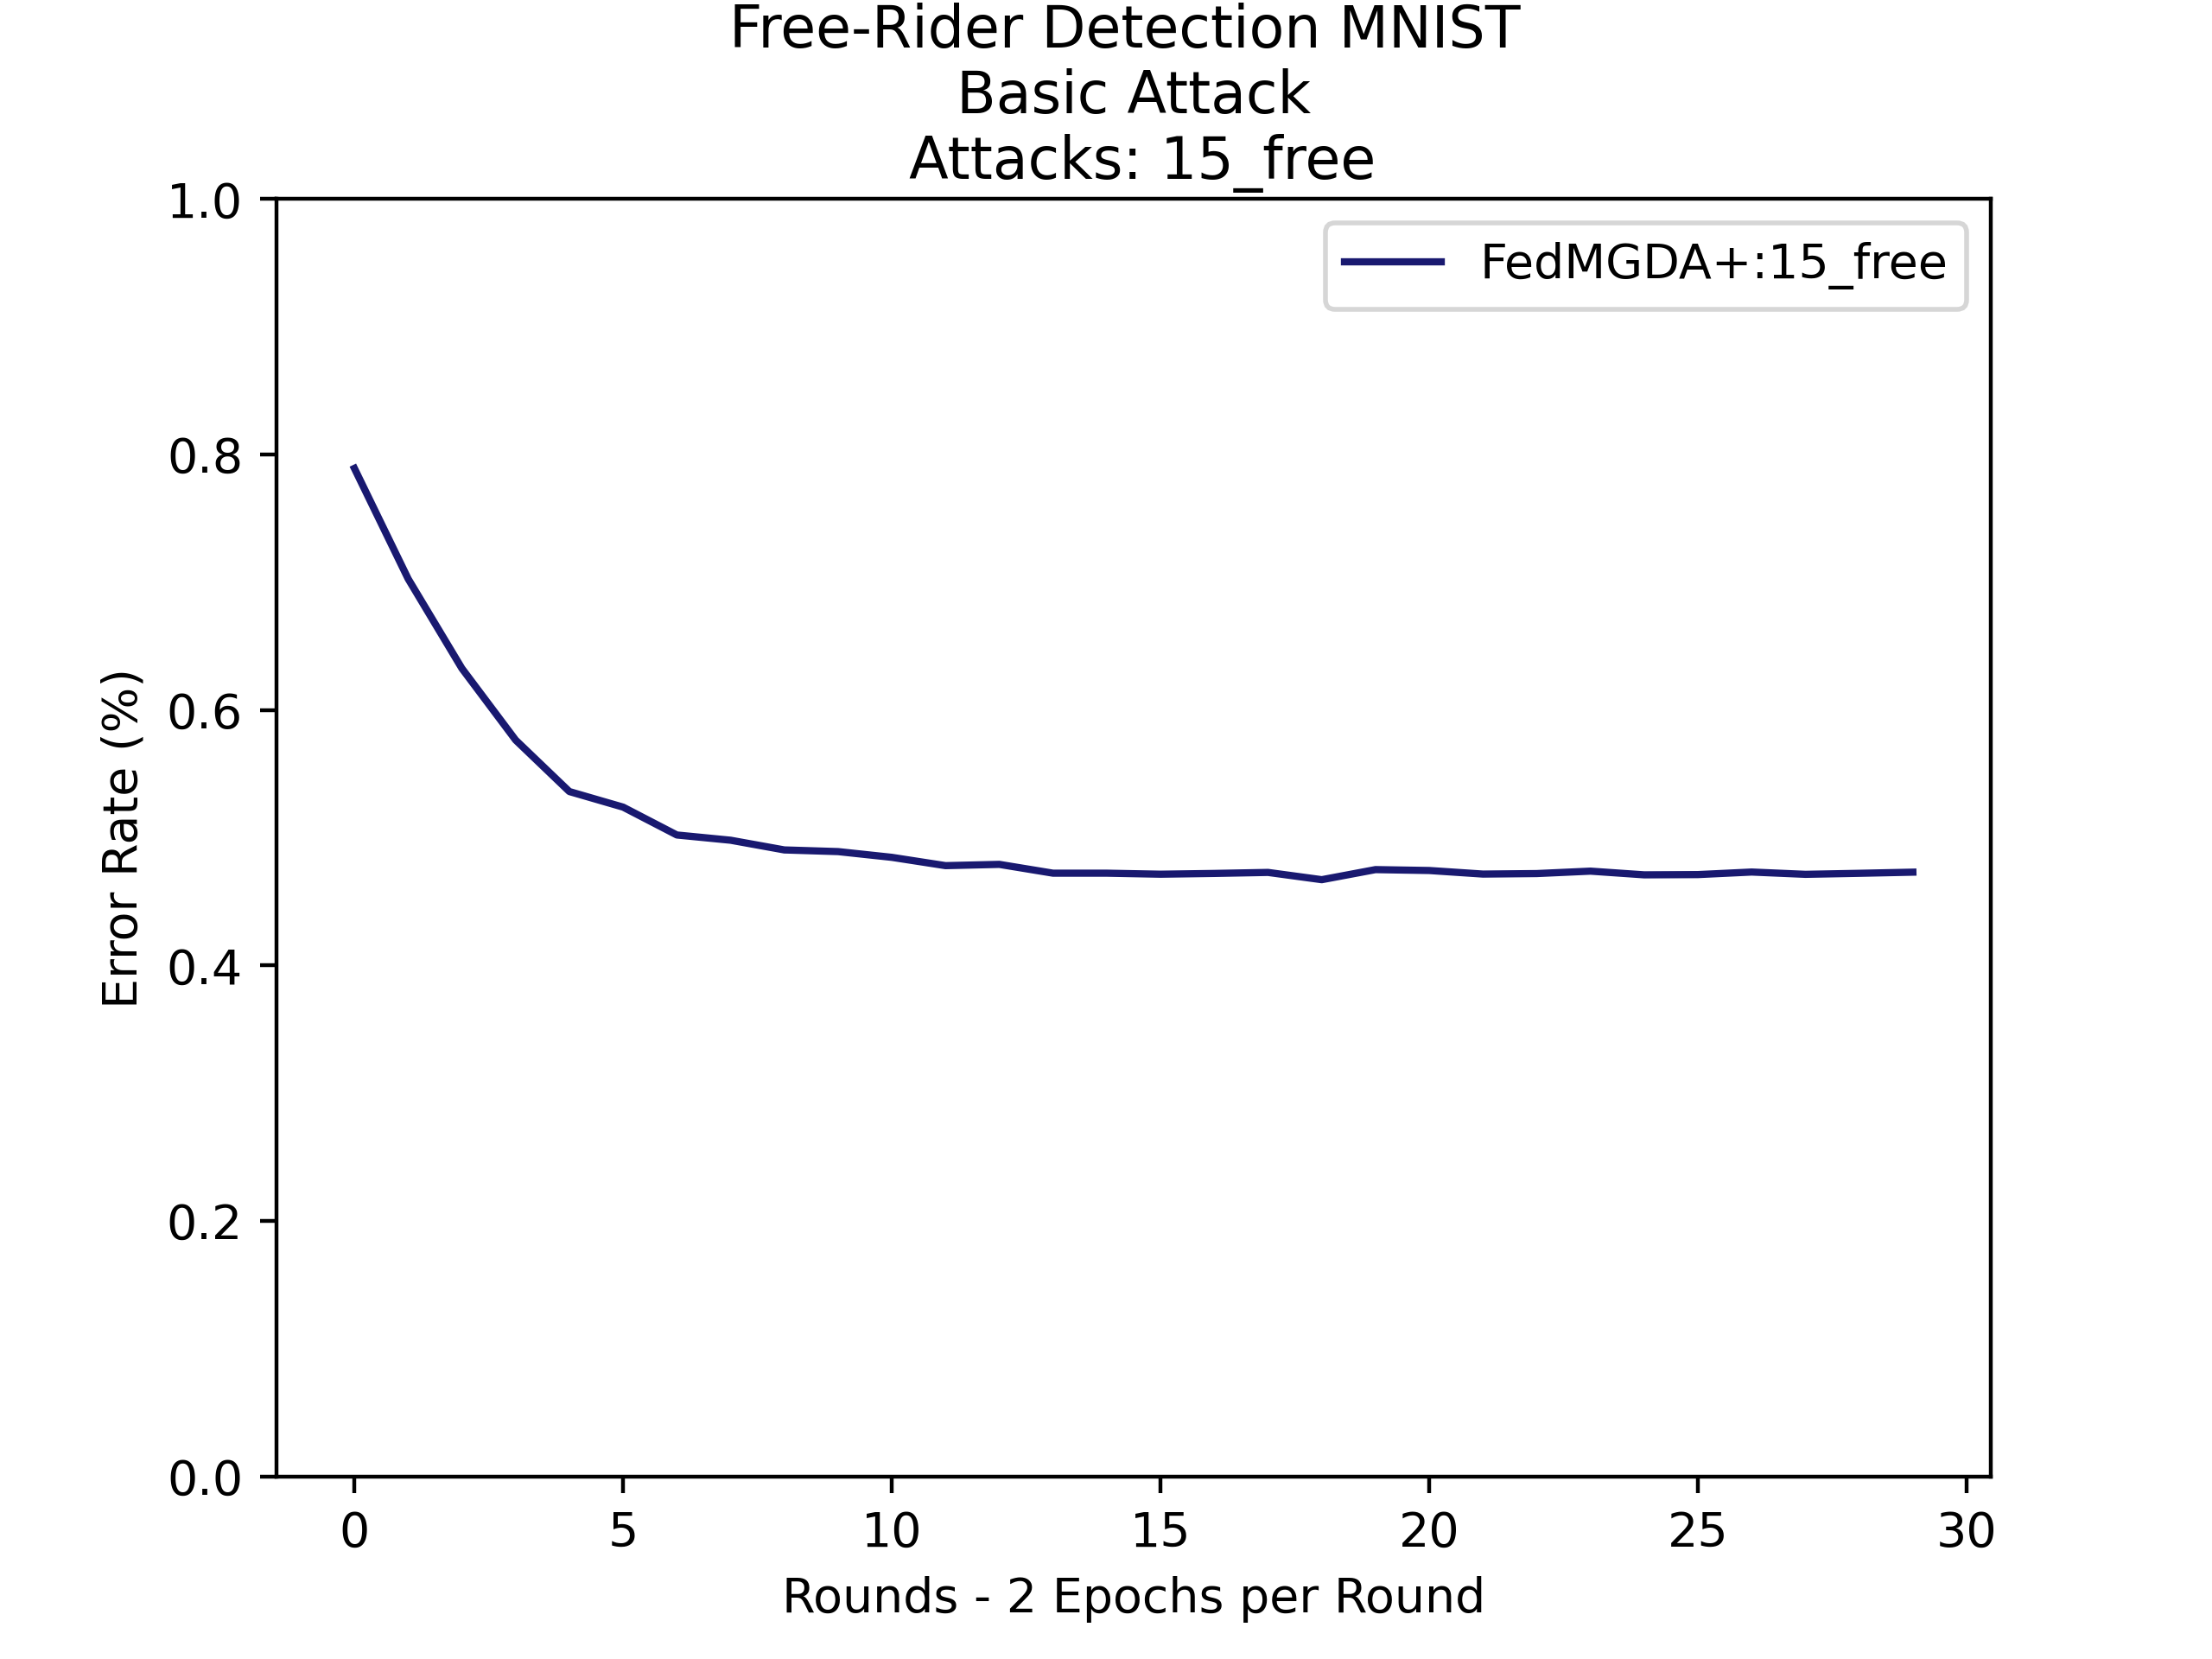 Free-Rider Detection MNIST
Basic Attack
Attacks: 15_free
FedMGDA+:15_free
Error Rate (%)
1.0
0.8
0.6
0.4
0.2
0.0
0 5 10 15 20 25 30
Rounds - 2 Epochs per Round